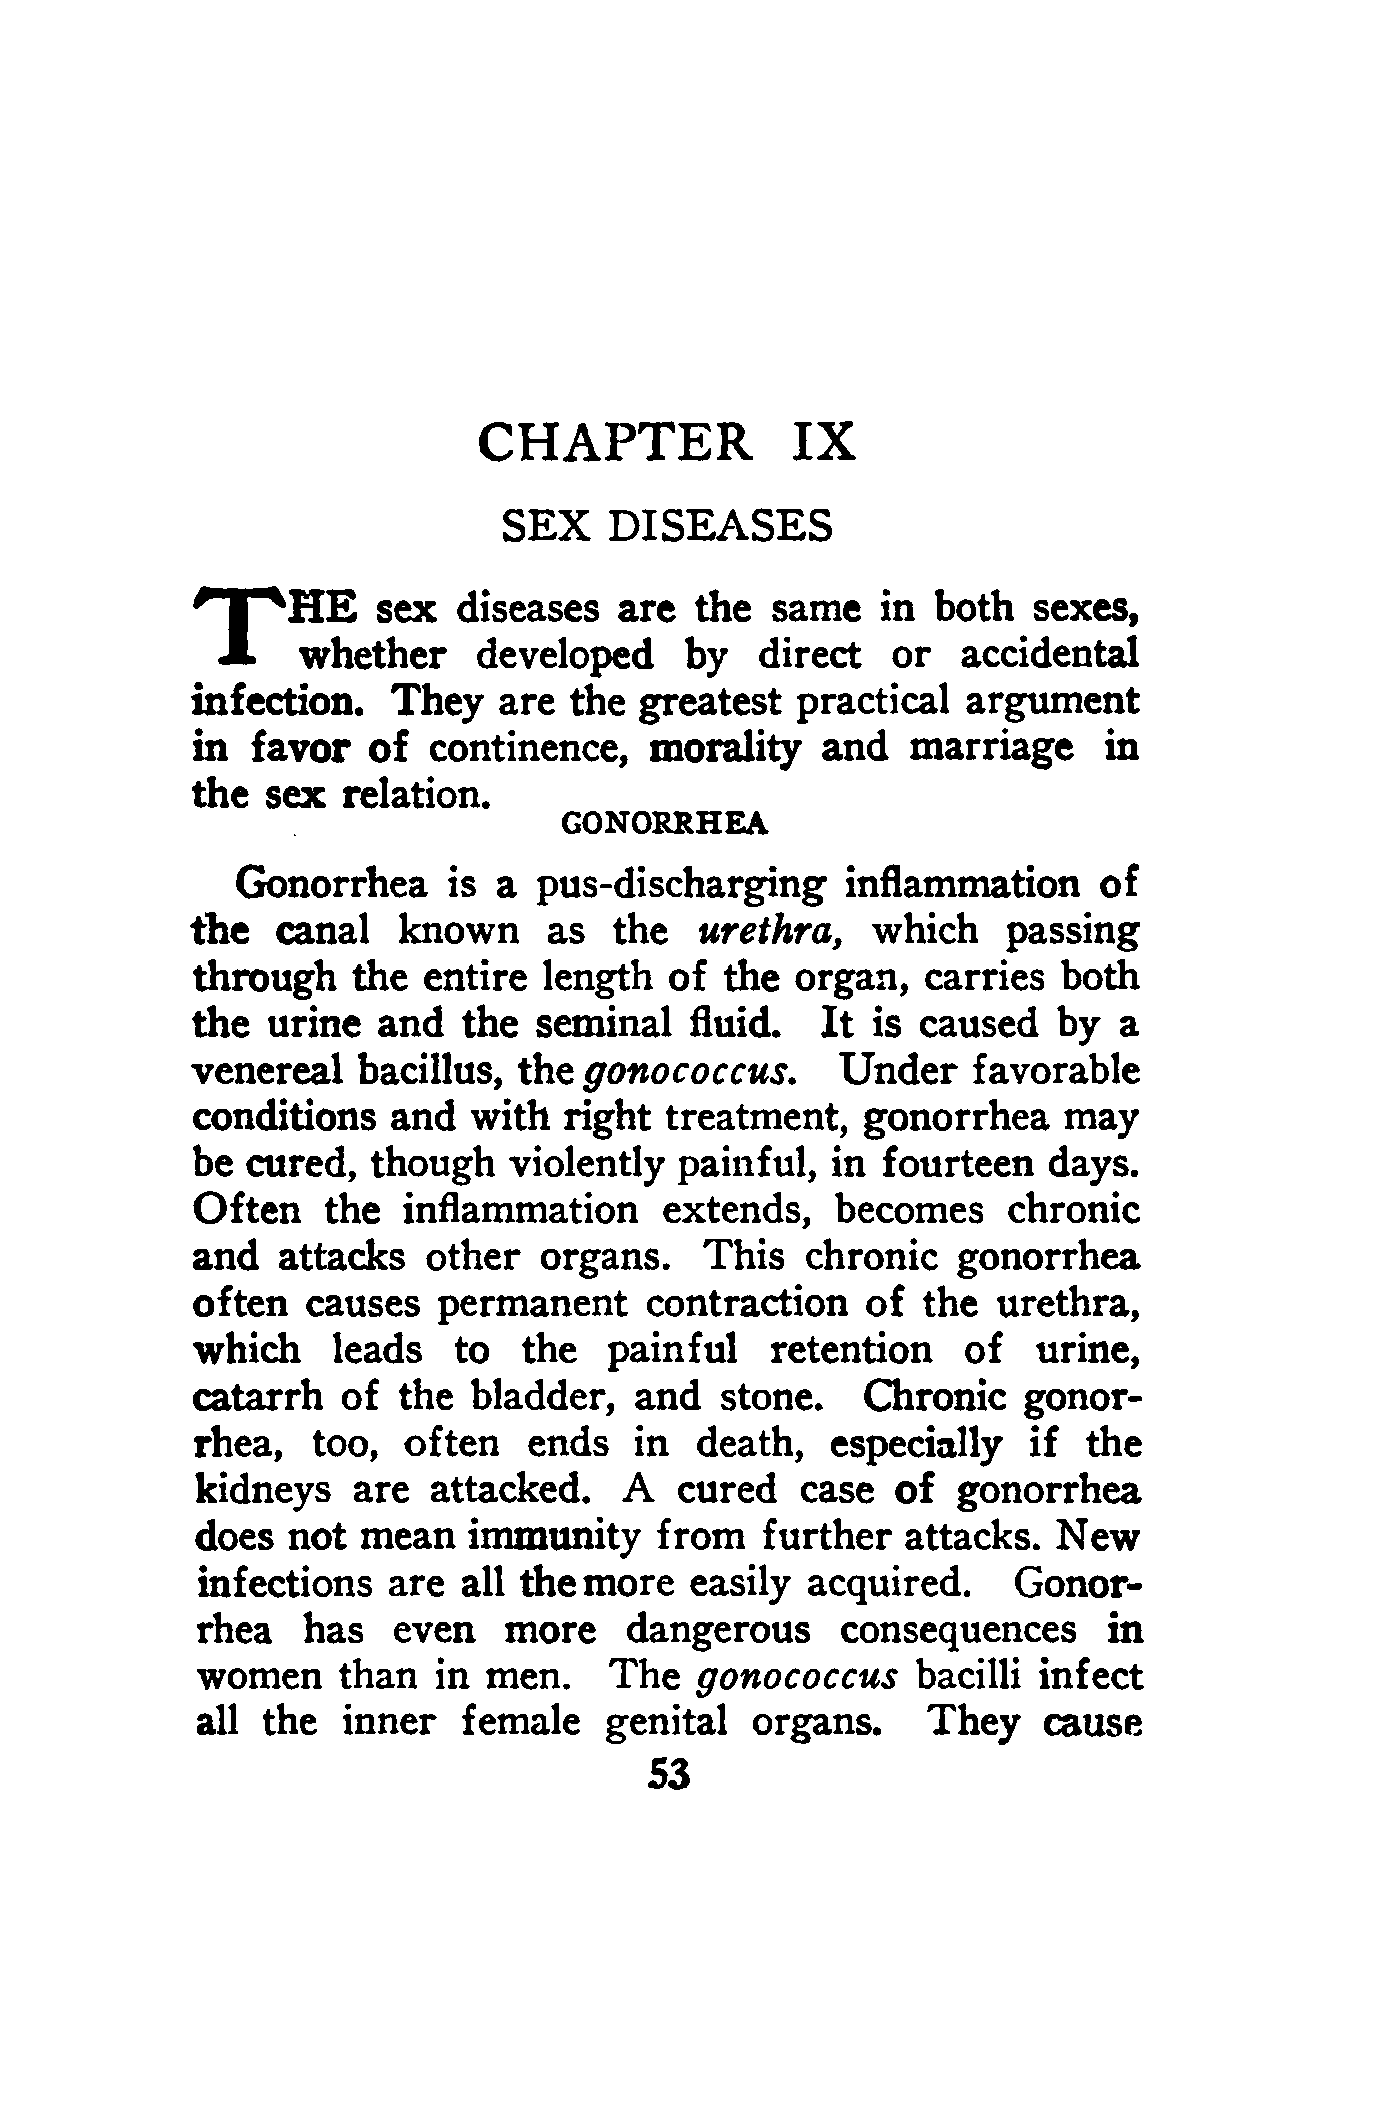 CHAPTER IX
SEX DISEASES
THE sex diseases are the same in both sexes,
whether developed by direct or accidental
infection. They are the greatest practical argument
in favor of continence, morality and marriage in
the sex relation.
GONORRHEA
Gonorrhea is a pus-discharging inflammation of
the canal known as the urethra, which passing
through the entire length of the organ, carries both
the urine and the seminal fluid. It is caused by a
venereal bacillus, the gonococcus. Under favorable
conditions and with right treatment, gonorrhea may
be cured, though violently painful, in fourteen days.
Often the inflammation extends, becomes chronic
and attacks other organs. This chronic gonorrhea
often causes permanent contraction of the urethra,
which leads to the painful retention of urine,
catarrh of the bladder, and stone. Chronic gonor-
rhea, too, often ends in death, especially if the
kidneys are attacked. A cured case of gonorrhea
does not mean immunity from further attacks. New
infections are all the more easily acquired. Gonor-
rhea has even more dangerous consequences in
women than in men. The gonococcus bacilli infect
all the inner female genital organs. They cause
53